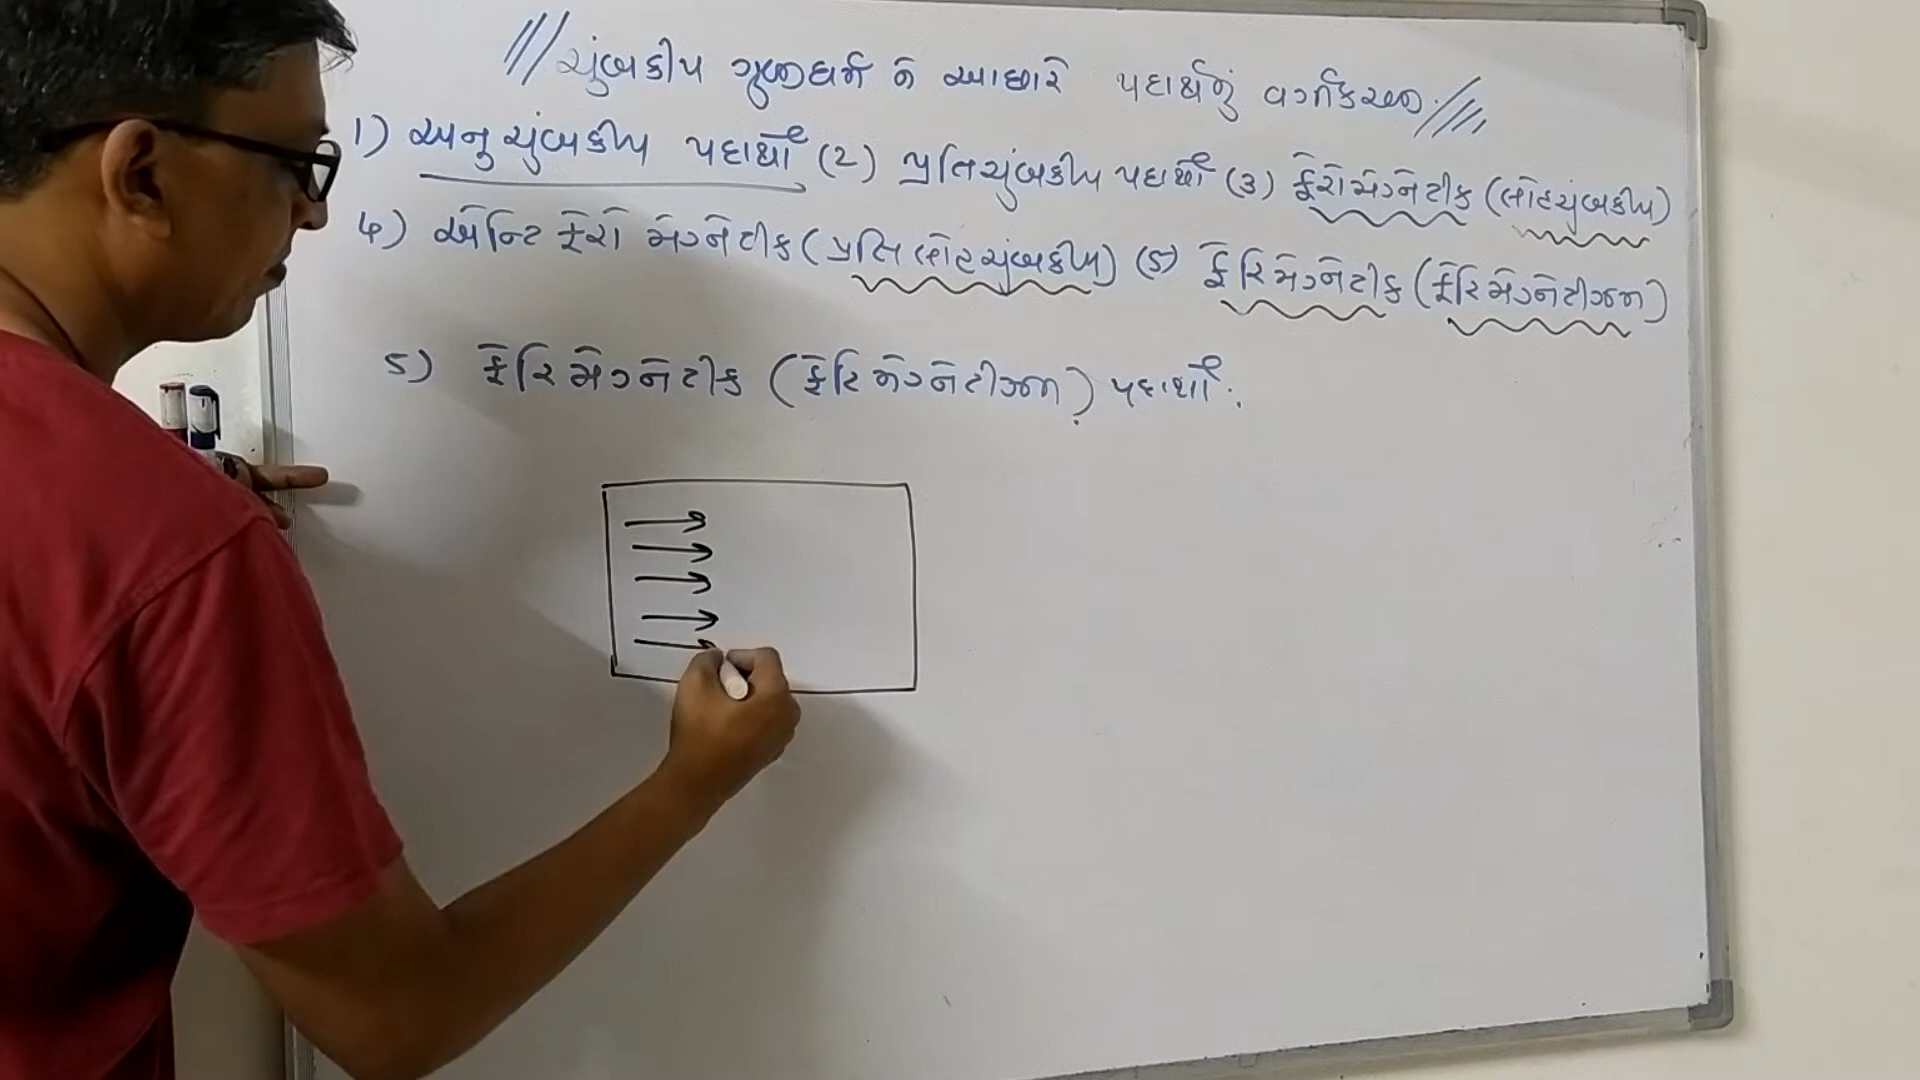 ચુંબકીય ગુણધર્મ ને આધારે પદાર્થનું વર્ગીકરણ.
1) અનુચુંબકીય પદાર્થો (2) પ્રતિચુંબકીય પદાર્થો (3) ફેરોમેગ્નેટીક (લોહચુંબકીય)
4) એન્ટિ ફેરો મેગ્નેટીક (પ્રતિ લોહચુંબકીય) (5) ફેરિમેગ્નેટીક (ફેરિમેગ્નેટીઝમ)
5) ફેરિમેગ્નેટીક (ફેરિમેગ્નેટીઝમ) પદાર્થો.